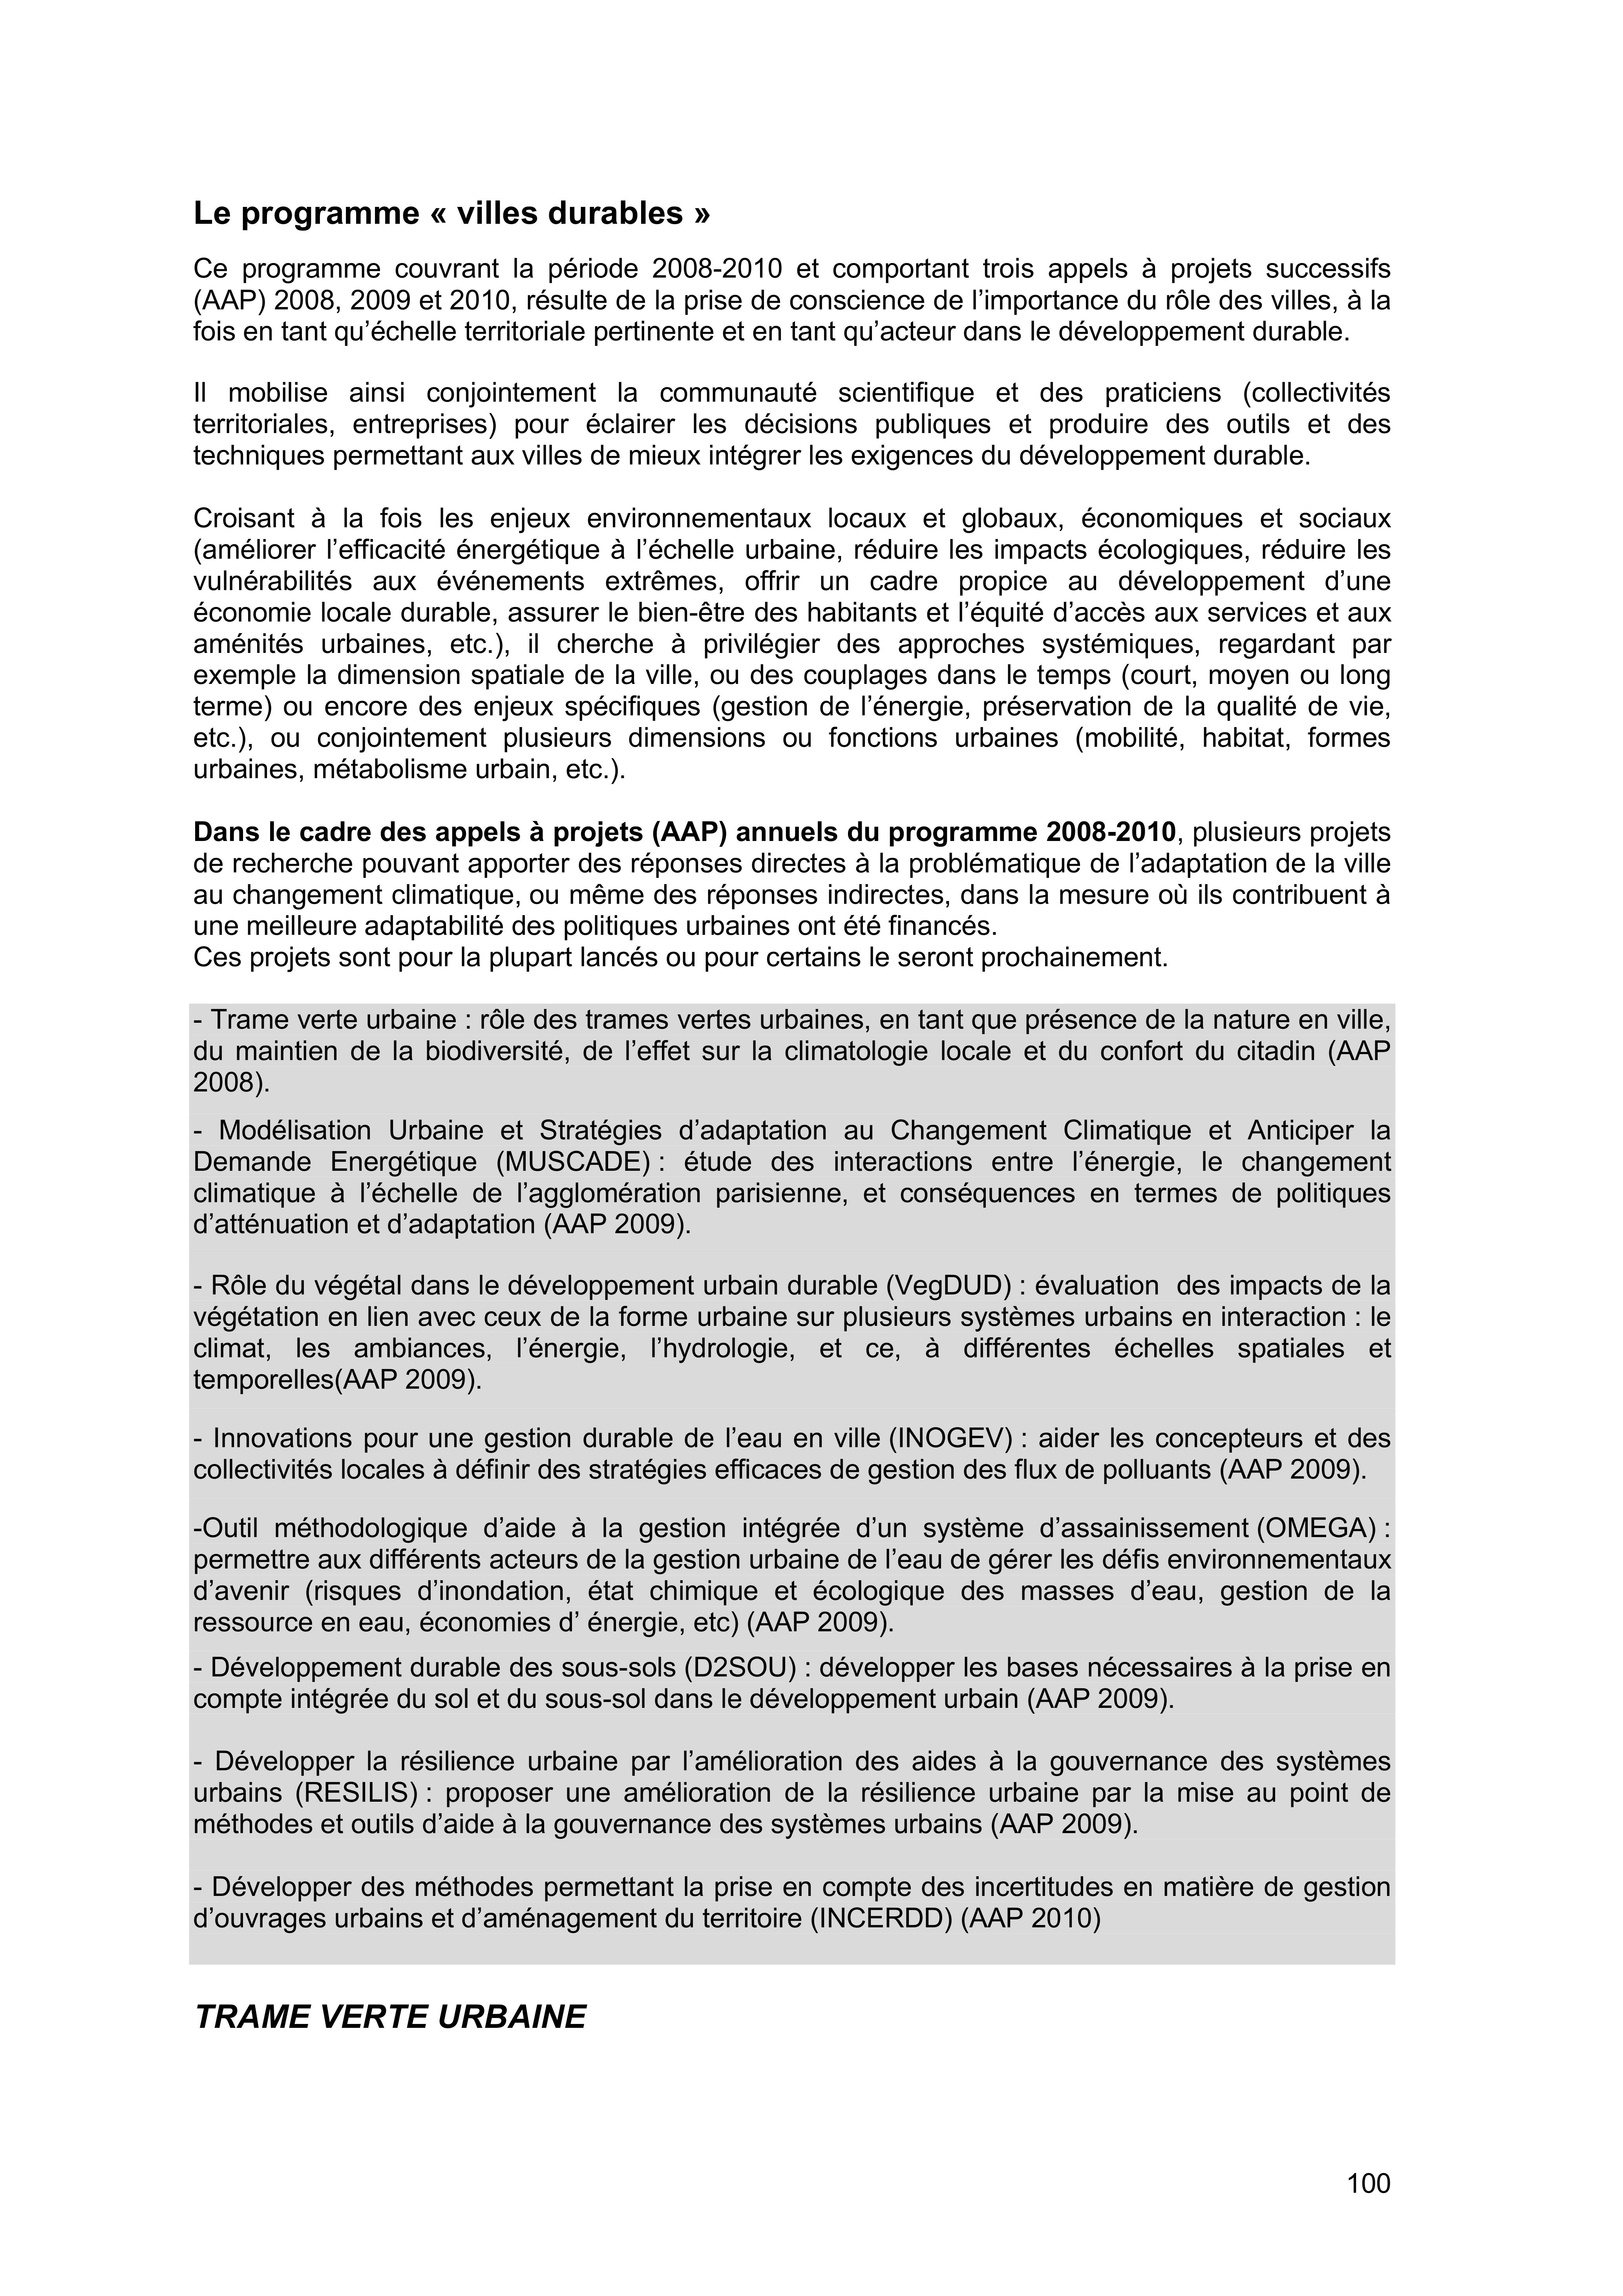 Le programme « villes durables »
Ce programme couvrant la période 2008-2010 et comportant trois appels à projets successifs
(AAP) 2008, 2009 et 2010, résulte de la prise de conscience de l’importance du rôle des villes, à la
fois en tant qu’échelle territoriale pertinente et en tant qu’acteur dans le développement durable.
Il mobilise ainsi conjointement la communauté scientifique et des praticiens (collectivités
territoriales, entreprises) pour éclairer les décisions publiques et produire des outils et des
techniques permettant aux villes de mieux intégrer les exigences du développement durable.
Croisant à la fois les enjeux environnementaux locaux et globaux, économiques et sociaux
(améliorer l’efficacité énergétique à l’échelle urbaine, réduire les impacts écologiques, réduire les
vulnérabilités aux événements extrêmes, offrir un cadre propice au développement d’une
économie locale durable, assurer le bien-être des habitants et l’équité d’accès aux services et aux
aménités urbaines, etc.), il cherche à privilégier des approches systémiques, regardant par
exemple la dimension spatiale de la ville, ou des couplages dans le temps (court, moyen ou long
terme) ou encore des enjeux spécifiques (gestion de l’énergie, préservation de la qualité de vie,
etc.), ou conjointement plusieurs dimensions ou fonctions urbaines (mobilité, habitat, formes
urbaines, métabolisme urbain, etc.).
Dans le cadre des appels à projets (AAP) annuels du programme 2008-2010, plusieurs projets
de recherche pouvant apporter des réponses directes à la problématique de l’adaptation de la ville
au changement climatique, ou même des réponses indirectes, dans la mesure où ils contribuent à
une meilleure adaptabilité des politiques urbaines ont été financés.
Ces projets sont pour la plupart lancés ou pour certains le seront prochainement.
- Trame verte urbaine : rôle des trames vertes urbaines, en tant que présence de la nature en ville,
du maintien de la biodiversité, de l’effet sur la climatologie locale et du confort du citadin (AAP
2008).
- Modélisation Urbaine et Stratégies d’adaptation au Changement Climatique et Anticiper la
Demande Energétique (MUSCADE) : étude des interactions entre l’énergie, le changement
climatique à l’échelle de l’agglomération parisienne, et conséquences en termes de politiques
d’atténuation et d’adaptation (AAP 2009).
- Rôle du végétal dans le développement urbain durable (VegDUD) : évaluation  des impacts de la
végétation en lien avec ceux de la forme urbaine sur plusieurs systèmes urbains en interaction : le
climat, les ambiances, l’énergie, l’hydrologie, et ce, à différentes échelles spatiales et
temporelles(AAP 2009).
- Innovations pour une gestion durable de l’eau en ville (INOGEV) : aider les concepteurs et des
collectivités locales à définir des stratégies efficaces de gestion des flux de polluants (AAP 2009).
-Outil méthodologique d’aide à la gestion intégrée d’un système d’assainissement (OMEGA) :
permettre aux différents acteurs de la gestion urbaine de l’eau de gérer les défis environnementaux
d’avenir (risques d’inondation, état chimique et écologique des masses d’eau, gestion de la
ressource en eau, économies d’ énergie, etc) (AAP 2009).
- Développement durable des sous-sols (D2SOU) : développer les bases nécessaires à la prise en
compte intégrée du sol et du sous-sol dans le développement urbain (AAP 2009).
- Développer la résilience urbaine par l’amélioration des aides à la gouvernance des systèmes
urbains (RESILIS) : proposer une amélioration de la résilience urbaine par la mise au point de
méthodes et outils d’aide à la gouvernance des systèmes urbains (AAP 2009).
- Développer des méthodes permettant la prise en compte des incertitudes en matière de gestion
d’ouvrages urbains et d’aménagement du territoire (INCERDD) (AAP 2010)
TRAME VERTE URBAINE
100